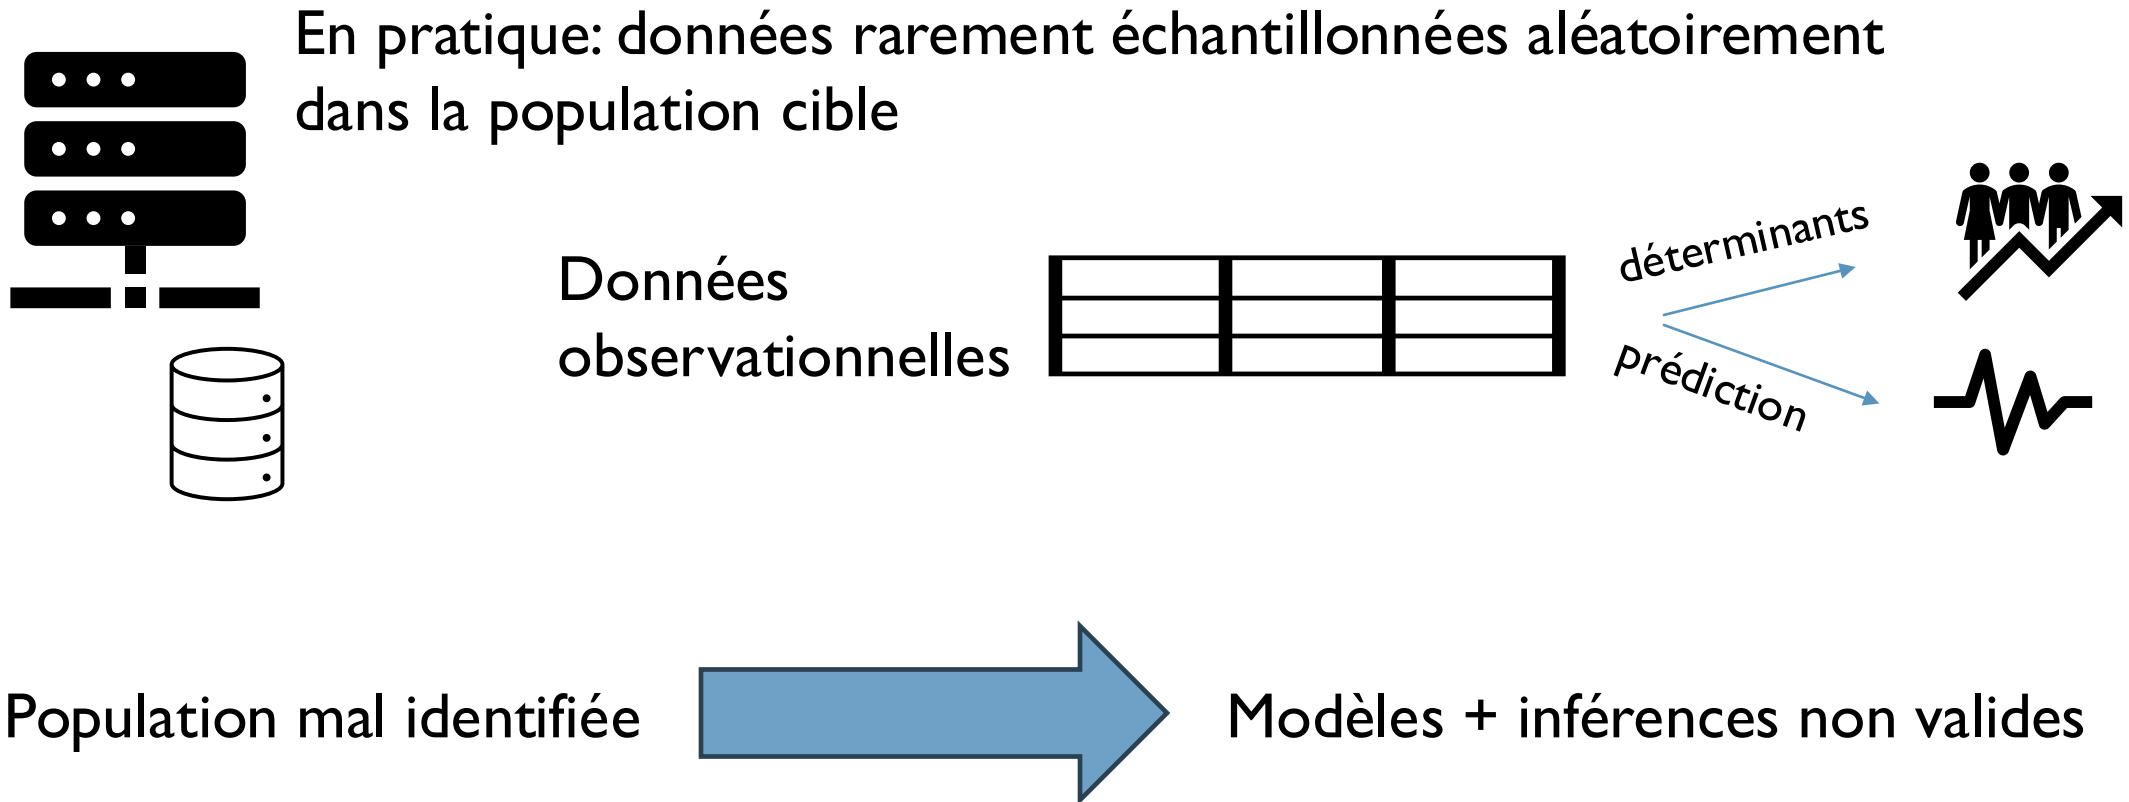 En pratique: données rarement échantillonnées aléatoirement
dans la population cible
Données
observationnelles
déterminants
prédiction
Population mal identifiée
Modèles + inférences non valides